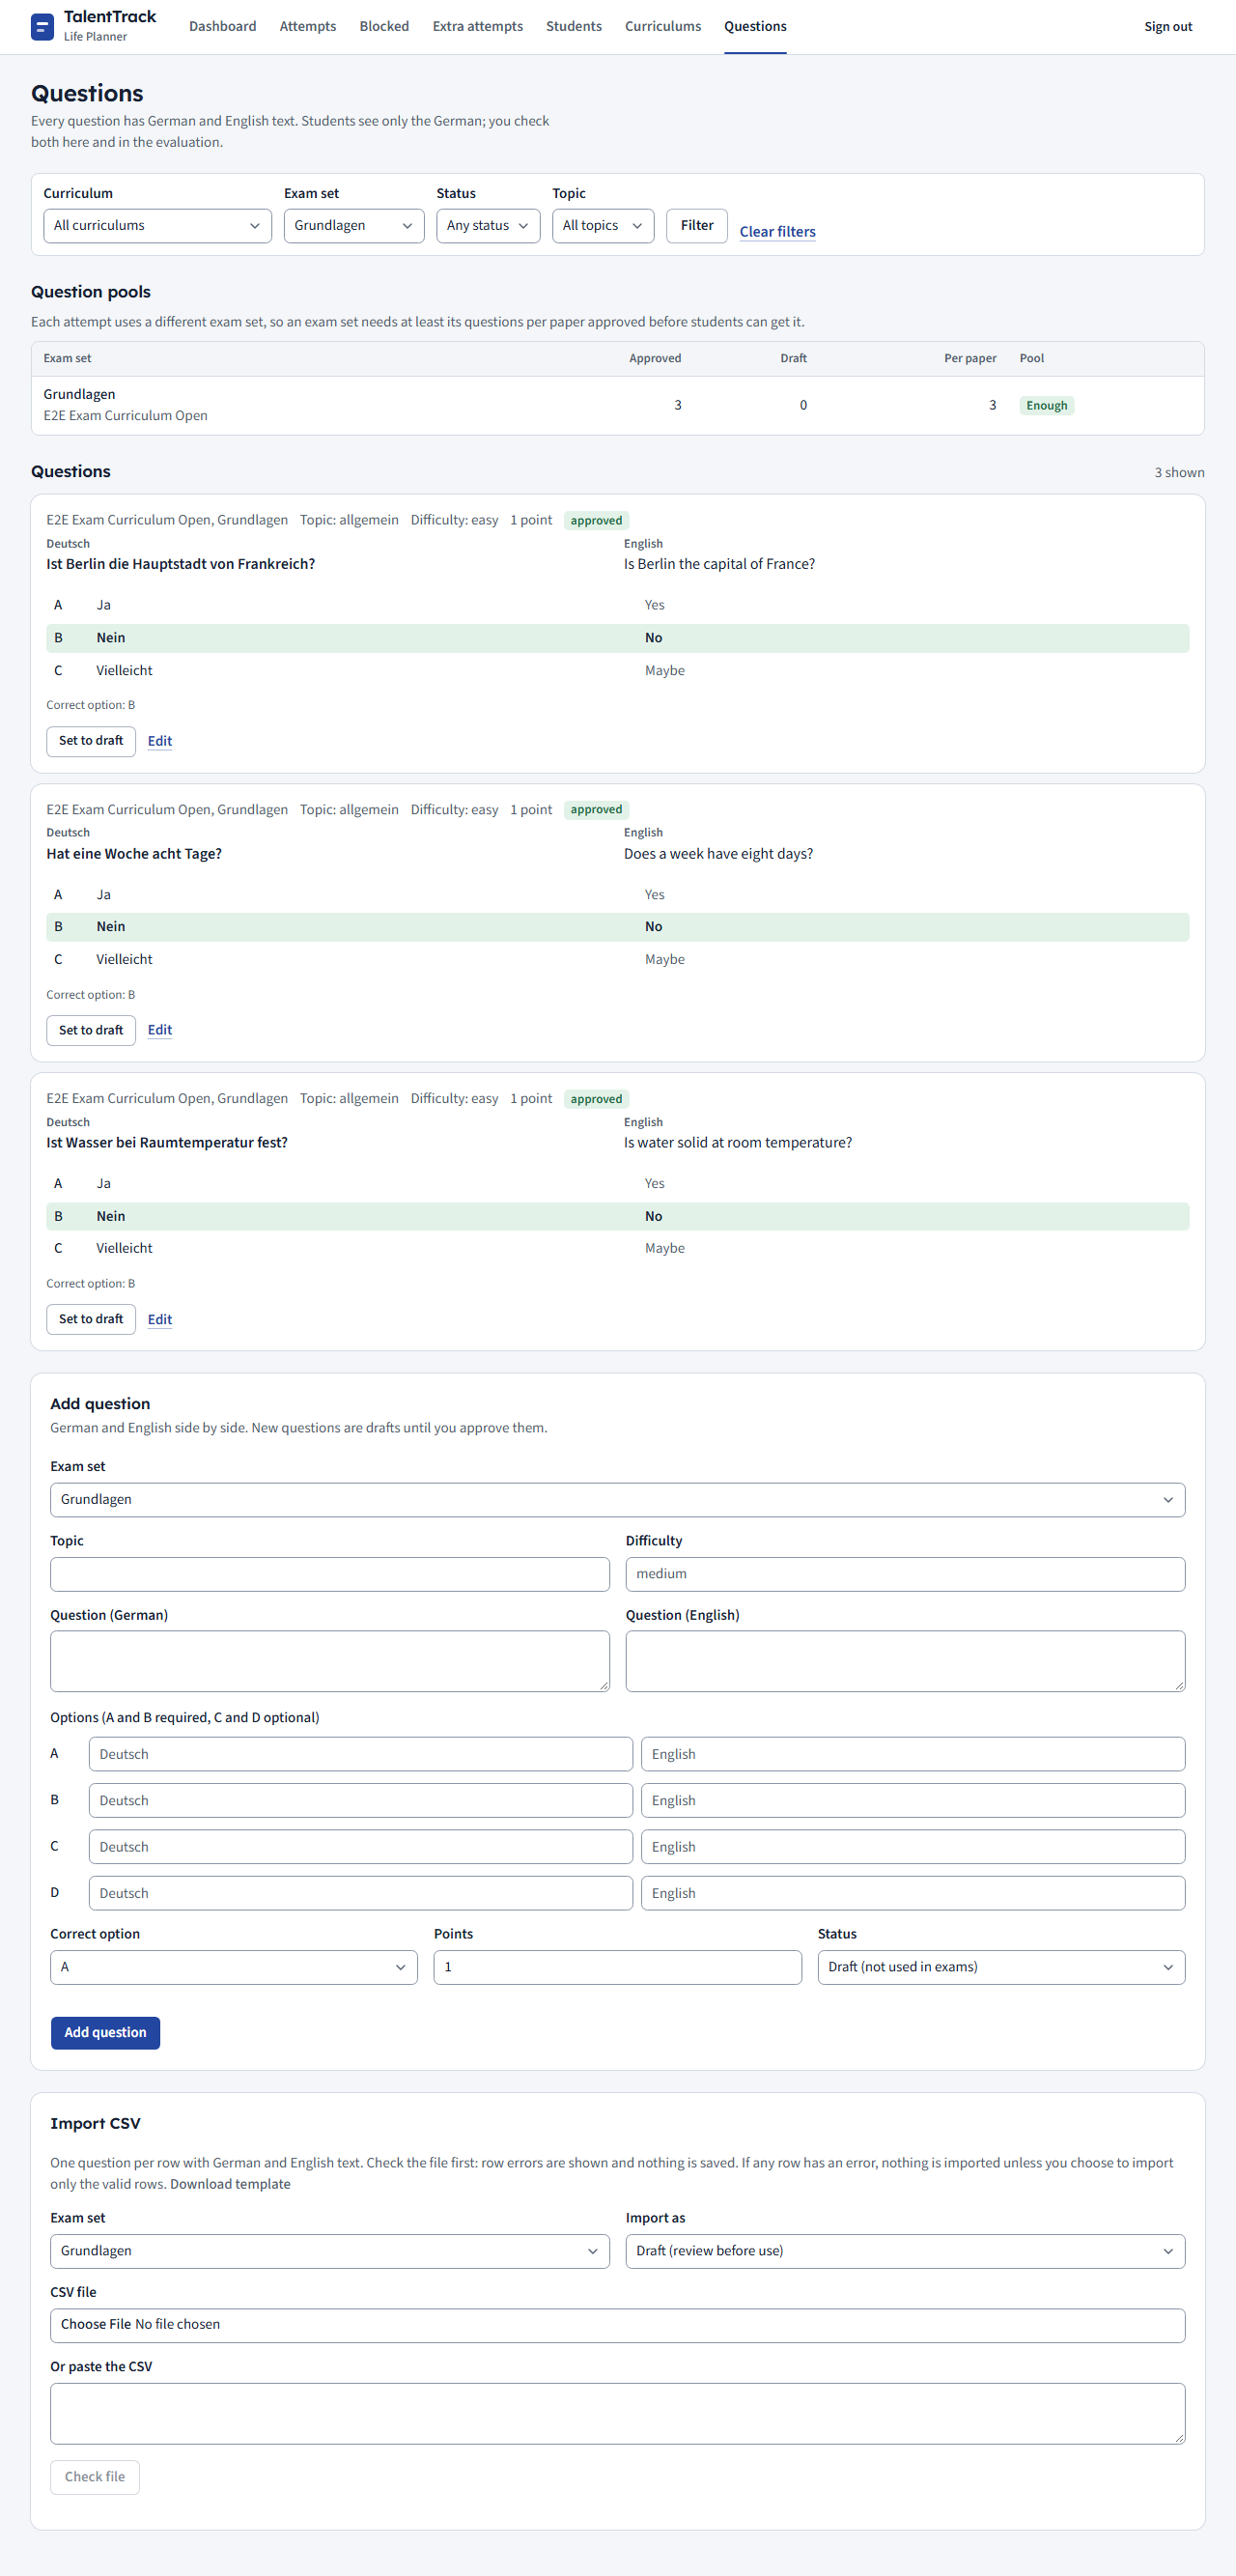 TalentTrack
Life Planner
Dashboard
Attempts
Blocked
Extra attempts
Students
Curriculums
Questions
Sign out
Questions
Every question has German and English text. Students see only the German; you check
both here and in the evaluation.
Curriculum
Exam set
Status
Topic
All curriculums
Grundlagen
Any status
All topics
Filter
Clear filters
Question pools
Each attempt uses a different exam set, so an exam set needs at least its questions per paper approved before students can get it.
Exam set
Approved
Draft
Per paper
Pool
Grundlagen
E2E Exam Curriculum Open
3
0
3
Enough
Questions
3 shown
E2E Exam Curriculum Open, Grundlagen Topic: allgemein Difficulty: easy 1 point approved
Deutsch
English
Ist Berlin die Hauptstadt von Frankreich?
Is Berlin the capital of France?
A Ja Yes
B Nein No
C Vielleicht Maybe
Correct option: B
Set to draft
Edit
E2E Exam Curriculum Open, Grundlagen Topic: allgemein Difficulty: easy 1 point approved
Deutsch
English
Hat eine Woche acht Tage?
Does a week have eight days?
A Ja Yes
B Nein No
C Vielleicht Maybe
Correct option: B
Set to draft
Edit
E2E Exam Curriculum Open, Grundlagen Topic: allgemein Difficulty: easy 1 point approved
Deutsch
English
Ist Wasser bei Raumtemperatur fest?
Is water solid at room temperature?
A Ja Yes
B Nein No
C Vielleicht Maybe
Correct option: B
Set to draft
Edit
Add question
German and English side by side. New questions are drafts until you approve them.
Exam set
Grundlagen
Topic
Difficulty
medium
Question (German)
Question (English)
Options (A and B required, C and D optional)
A Deutsch English
B Deutsch English
C Deutsch English
D Deutsch English
Correct option
Points
Status
A
1
Draft (not used in exams)
Add question
Import CSV
One question per row with German and English text. Check the file first: row errors are shown and nothing is saved. If any row has an error, nothing is imported unless you choose to import
only the valid rows. Download template
Exam set
Import as
Grundlagen
Draft (review before use)
CSV file
Choose File No file chosen
Or paste the CSV
Check file